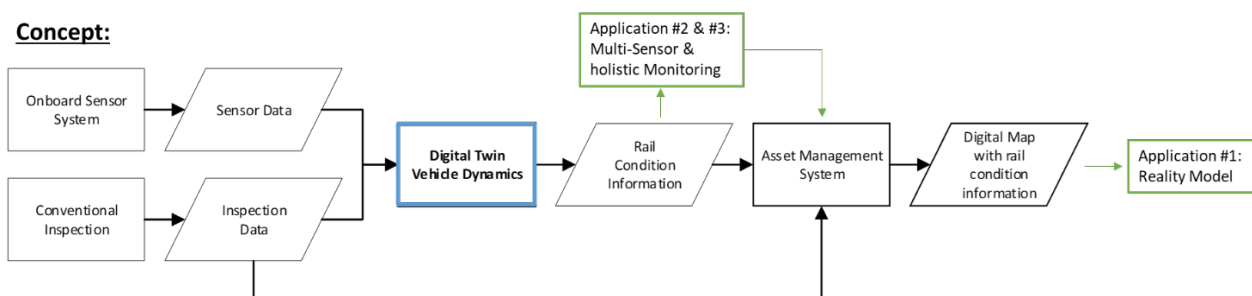 Concept:
Onboard Sensor
System
Sensor Data
Conventional
Inspection
Inspection
Data
Digital Twin
Vehicle Dynamics
Rail
Condition
Information
Application #2 & #3:
Multi-Sensor &
holistic Monitoring
Asset Management
System
Digital Map
with rail
condition
information
Application #1:
Reality Model